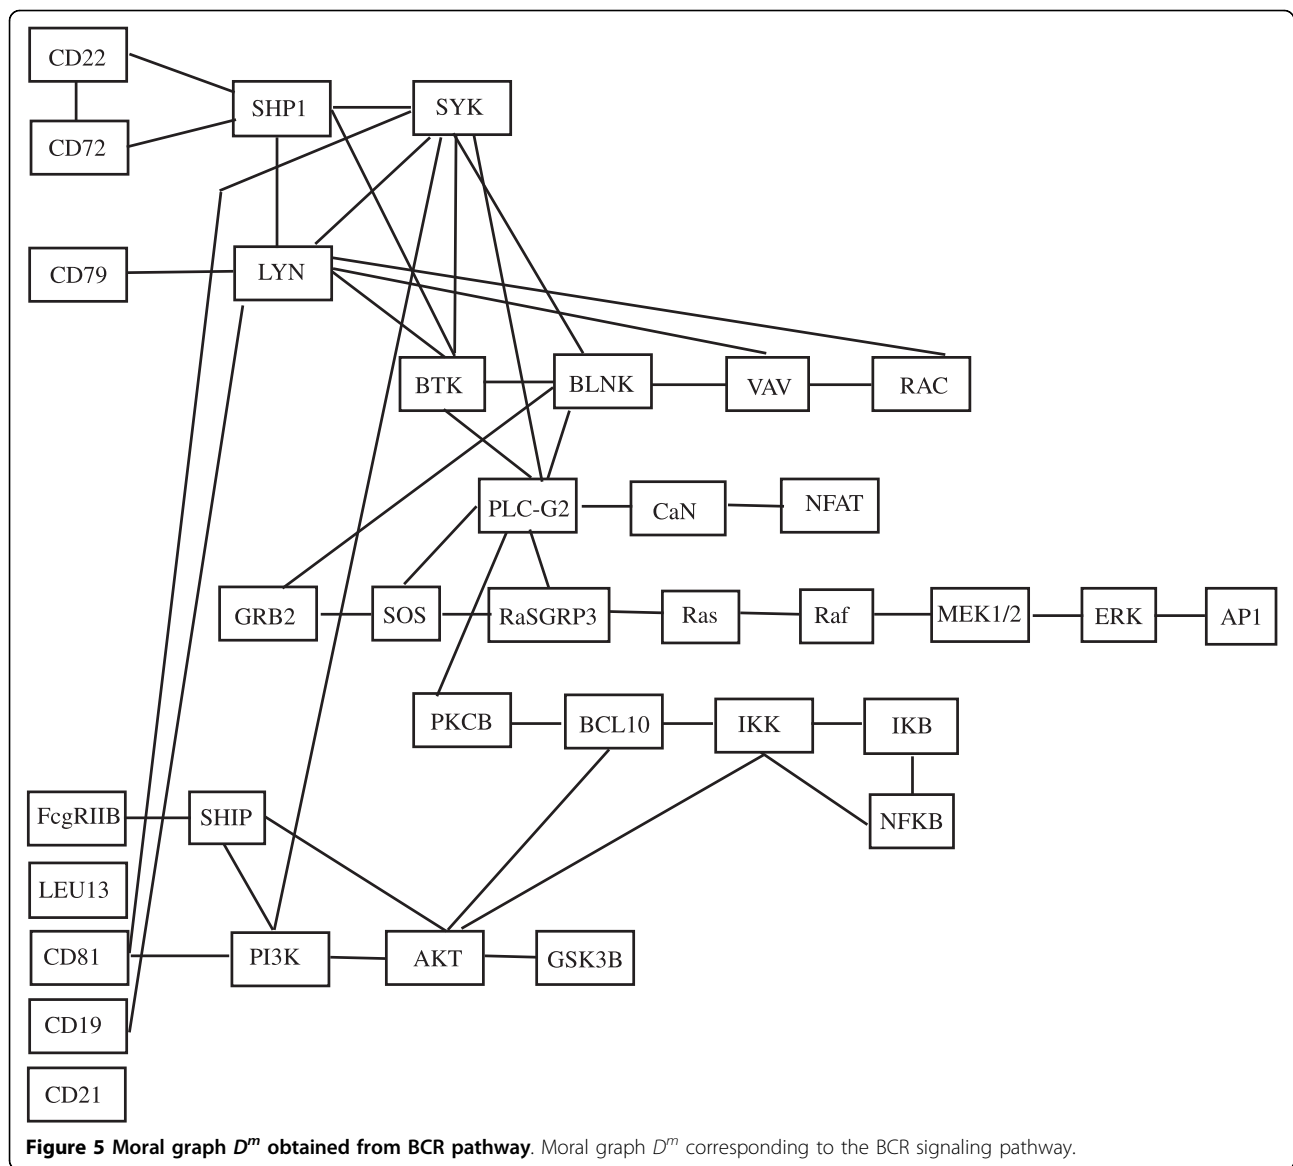 CD22
SHP1
SYK
CD72
CD79
LYN
BTK
BLNK
VAV
RAC
PLC-G2
CaN
NFAT
GRB2
SOS
RaSGRP3
Ras
Raf
MEK1/2
ERK
AP1
PKCB
BCL10
IKK
IKB
FcgRIIB
SHIP
NFKB
LEU13
CD81
PI3K
AKT
GSK3B
CD19
CD21
Figure 5 Moral graph Dᵐ obtained from BCR pathway. Moral graph Dᵐ corresponding to the BCR signaling pathway.